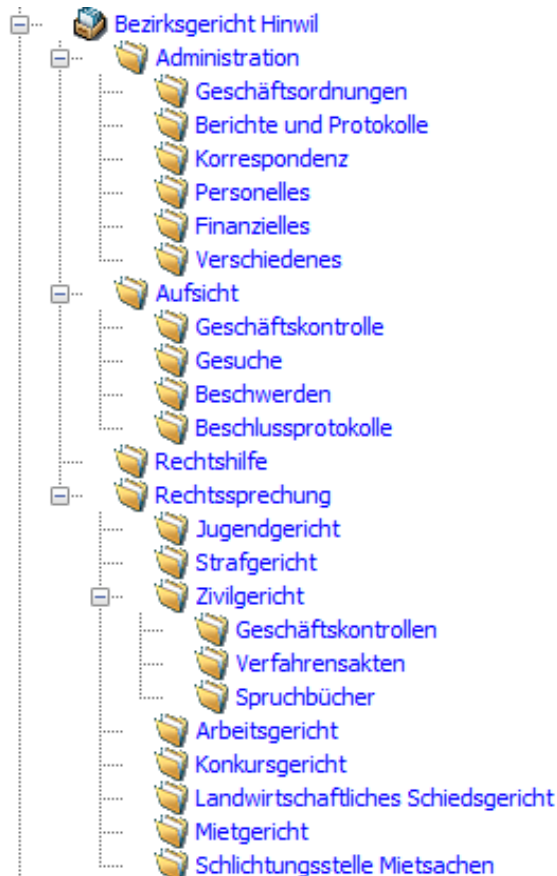 Bezirksgericht Hinwil
Administration
Geschäftsordnungen
Berichte und Protokolle
Korrespondenz
Personelles
Finanzielles
Verschiedenes
Aufsicht
Geschäftskontrolle
Gesuche
Beschwerden
Beschlussprotokolle
Rechtshilfe
Rechtssprechung
Jugendgericht
Strafgericht
Zivilgericht
Geschäftskontrollen
Verfahrensakten
Spruchbücher
Arbeitsgericht
Konkursgericht
Landwirtschaftliches Schiedsgericht
Mietgericht
Schlichtungsstelle Mietsachen